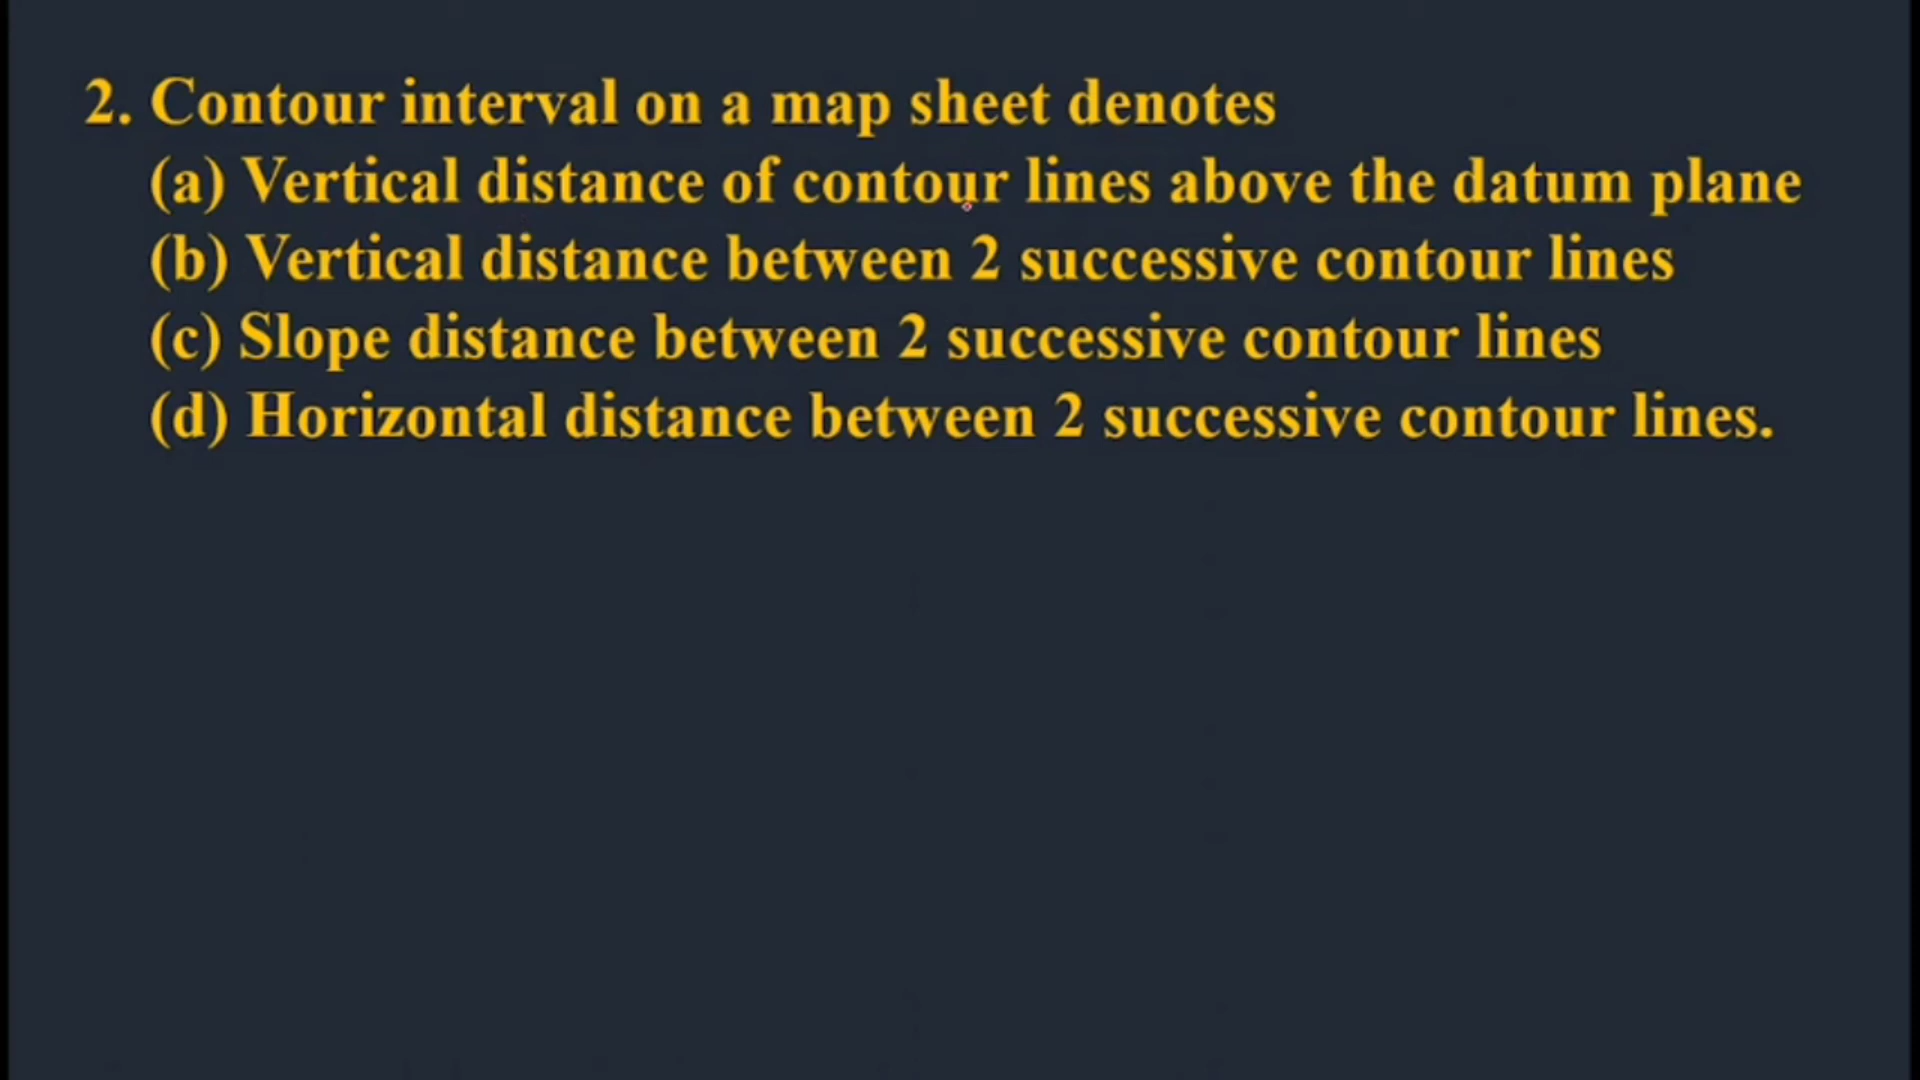 2. Contour interval on a map sheet denotes
(a) Vertical distance of contour lines above the datum plane
(b) Vertical distance between 2 successive contour lines
(c) Slope distance between 2 successive contour lines
(d) Horizontal distance between 2 successive contour lines.